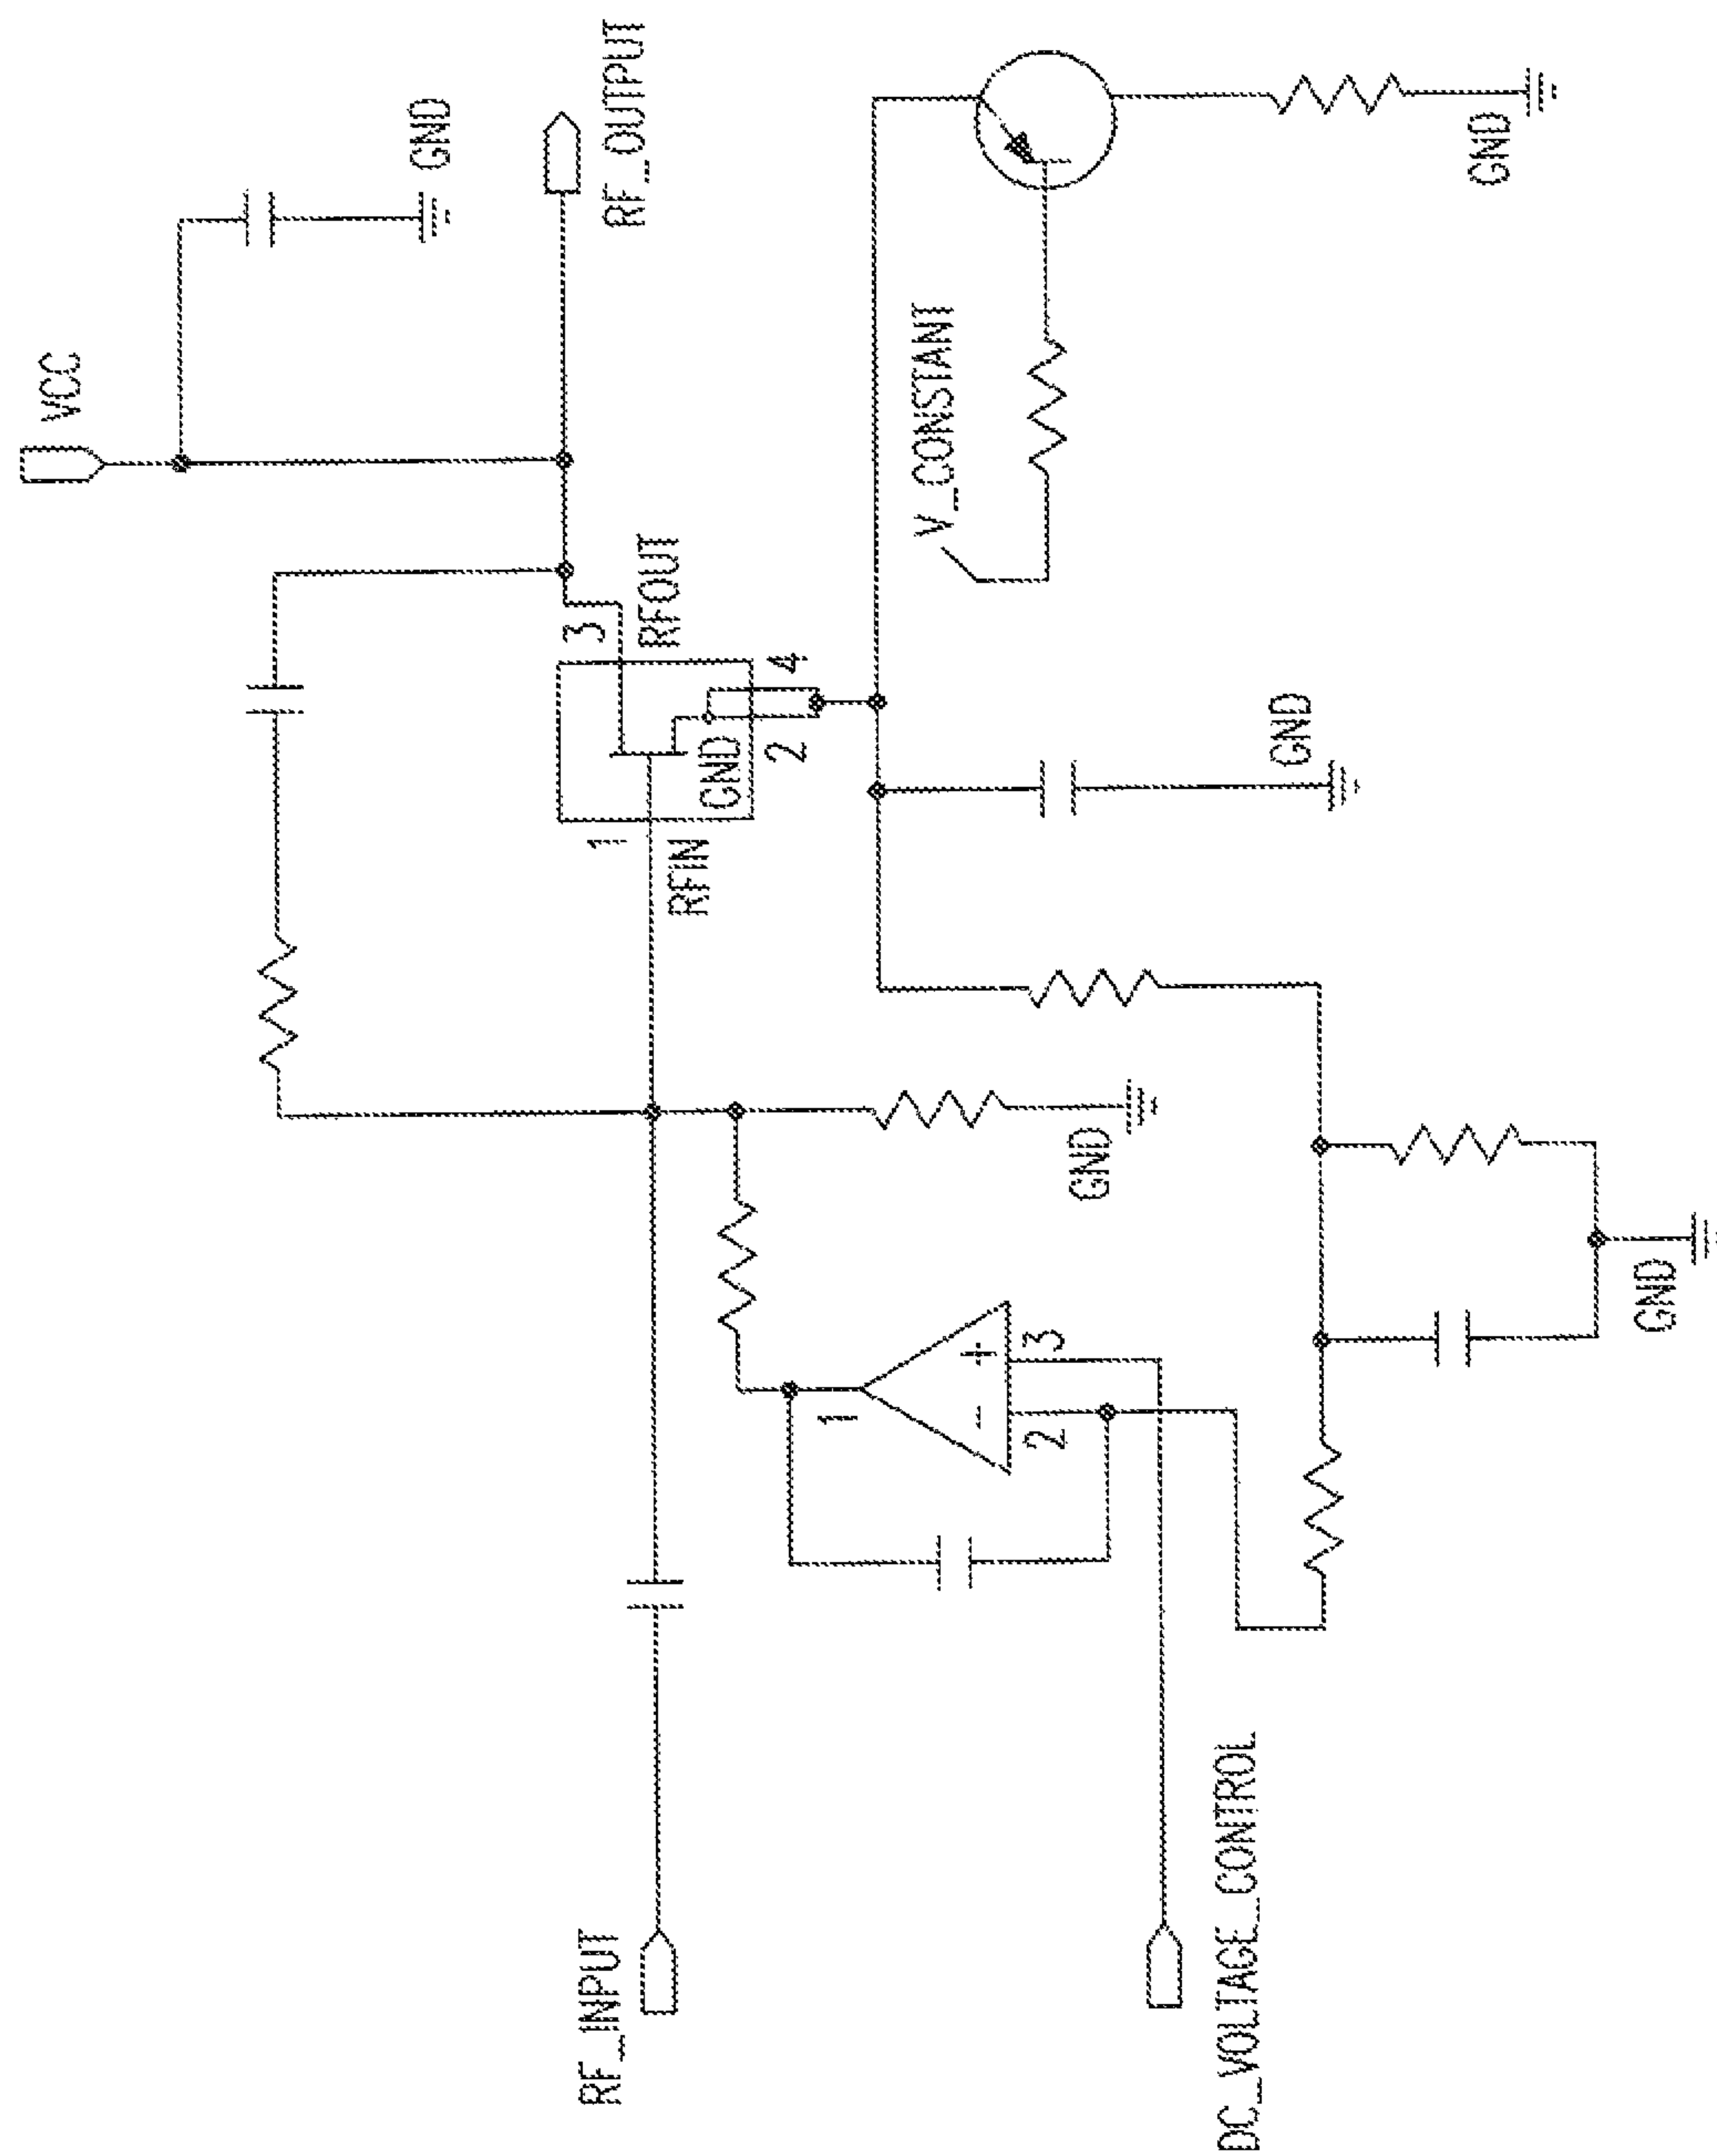 VCC
GND
RF_OUTPUT
3
RFOUT
1
RFIN
GND
2
4
V_CONSTANT
GND
GND
GND
RF_INPUT
1
-
+
2
3
GND
DC_VOLTAGE_CONTROL